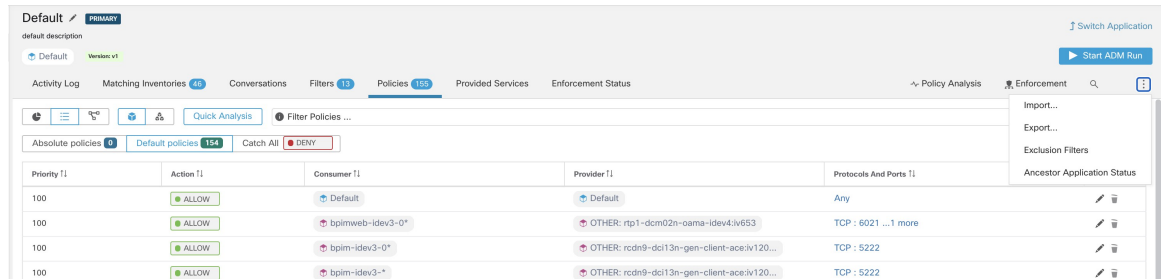 Default PRIMARY
default description
Switch Application
Default Version: v1
Start ADM Run
Activity Log Matching Inventories 46 Conversations Filters 13 Policies 155 Provided Services Enforcement Status Policy Analysis Enforcement
Import...
Export...
Exclusion Filters
Ancestor Application Status
Quick Analysis Filter Policies ...
Absolute policies 0 Default policies 154 Catch All DENY
Priority Action Consumer Provider Protocols And Ports
100 ALLOW Default Default Any
100 ALLOW bpimweb-idev3-0* OTHER: rtp1-dcm02n-oama-idev4:iv653 TCP : 6021 ...1 more
100 ALLOW bpim-idev3-0* OTHER: rcdn9-dci13n-gen-client-ace:iv120... TCP : 5222
100 ALLOW bpim-idev3-* OTHER: rcdn9-dci13n-gen-client-ace:iv120... TCP : 5222